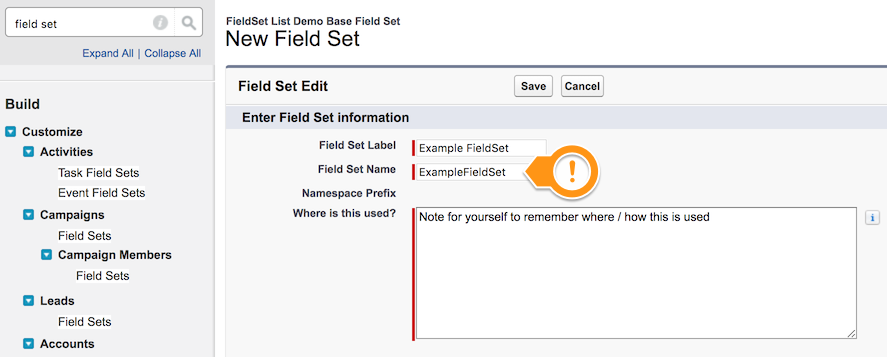 field set
Expand All | Collapse All
Build
Customize
Activities
Task Field Sets
Event Field Sets
Campaigns
Field Sets
Campaign Members
Field Sets
Leads
Field Sets
Accounts
FieldSet List Demo Base Field Set
New Field Set
Field Set Edit
Save
Cancel
Enter Field Set information
Field Set Label
Example FieldSet
Field Set Name
ExampleFieldSet
!
Namespace Prefix
Where is this used?
Note for yourself to remember where / how this is used